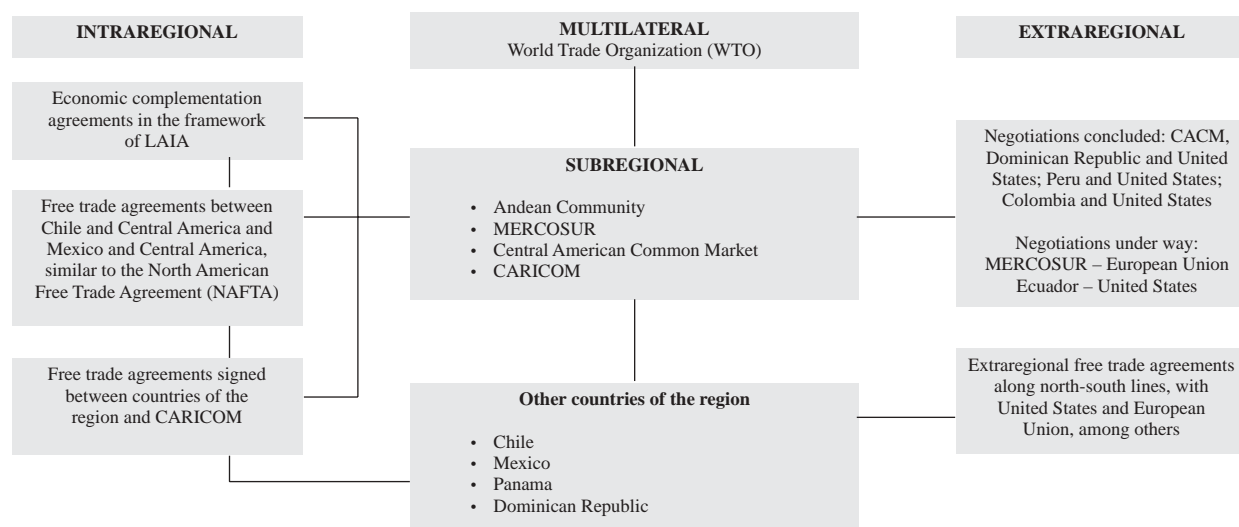 INTRAREGIONAL
Economic complementation
agreements in the framework
of LAIA
Free trade agreements between
Chile and Central America and
Mexico and Central America,
similar to the North American
Free Trade Agreement (NAFTA)
Free trade agreements signed
between countries of the
region and CARICOM
MULTILATERAL
World Trade Organization (WTO)
SUBREGIONAL
• Andean Community
• MERCOSUR
• Central American Common Market
• CARICOM
Other countries of the region
• Chile
• Mexico
• Panama
• Dominican Republic
EXTRAREGIONAL
Negotiations concluded: CACM,
Dominican Republic and United
States; Peru and United States;
Colombia and United States
Negotiations under way:
MERCOSUR – European Union
Ecuador – United States
Extraregional free trade agreements
along north-south lines, with
United States and European
Union, among others